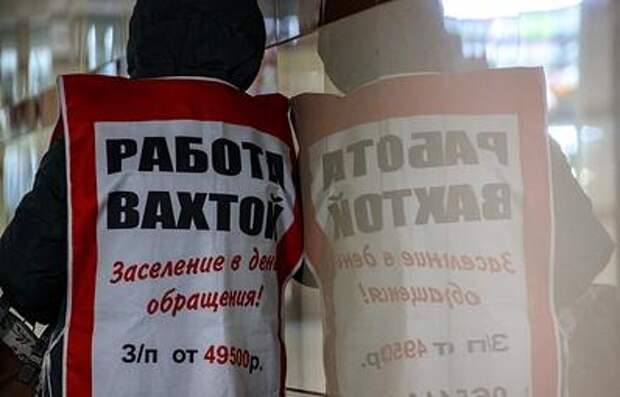 РАБОТА
ВАХТОЙ
Заселение в день
обращения!
З/п от 49500р.